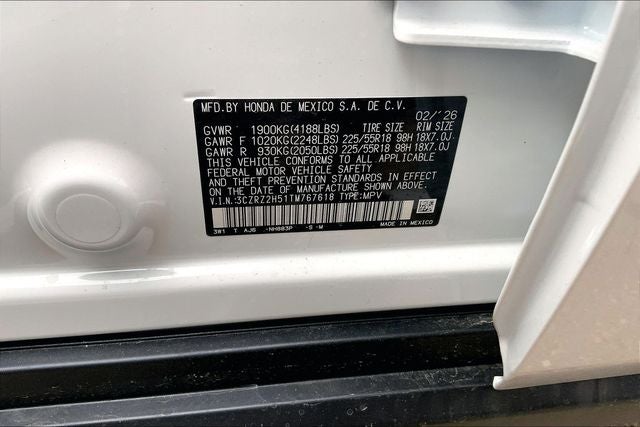 MFD.BY HONDA DE MEXICO S.A. DE C.V.
02/'26
GVWR 1900KG(4188LBS) TIRE SIZE RIM SIZE
GAWR F 1020KG(2248LBS) 225/55R18 98H 18X7.0J
GAWR R 930KG(2050LBS) 225/55R18 98H 18X7.0J
THIS VEHICLE CONFORMS TO ALL APPLICABLE
FEDERAL MOTOR VEHICLE SAFETY
AND THEFT PREVENTION STANDARDS IN EFFECT
ON THE DATE OF MANUFACTURE SHOWN ABOVE.
V.I.N.:3CZRZ2H51TM767618 TYPE:MPV
3W1 T AJS -NH883P -S -M MADE IN MEXICO